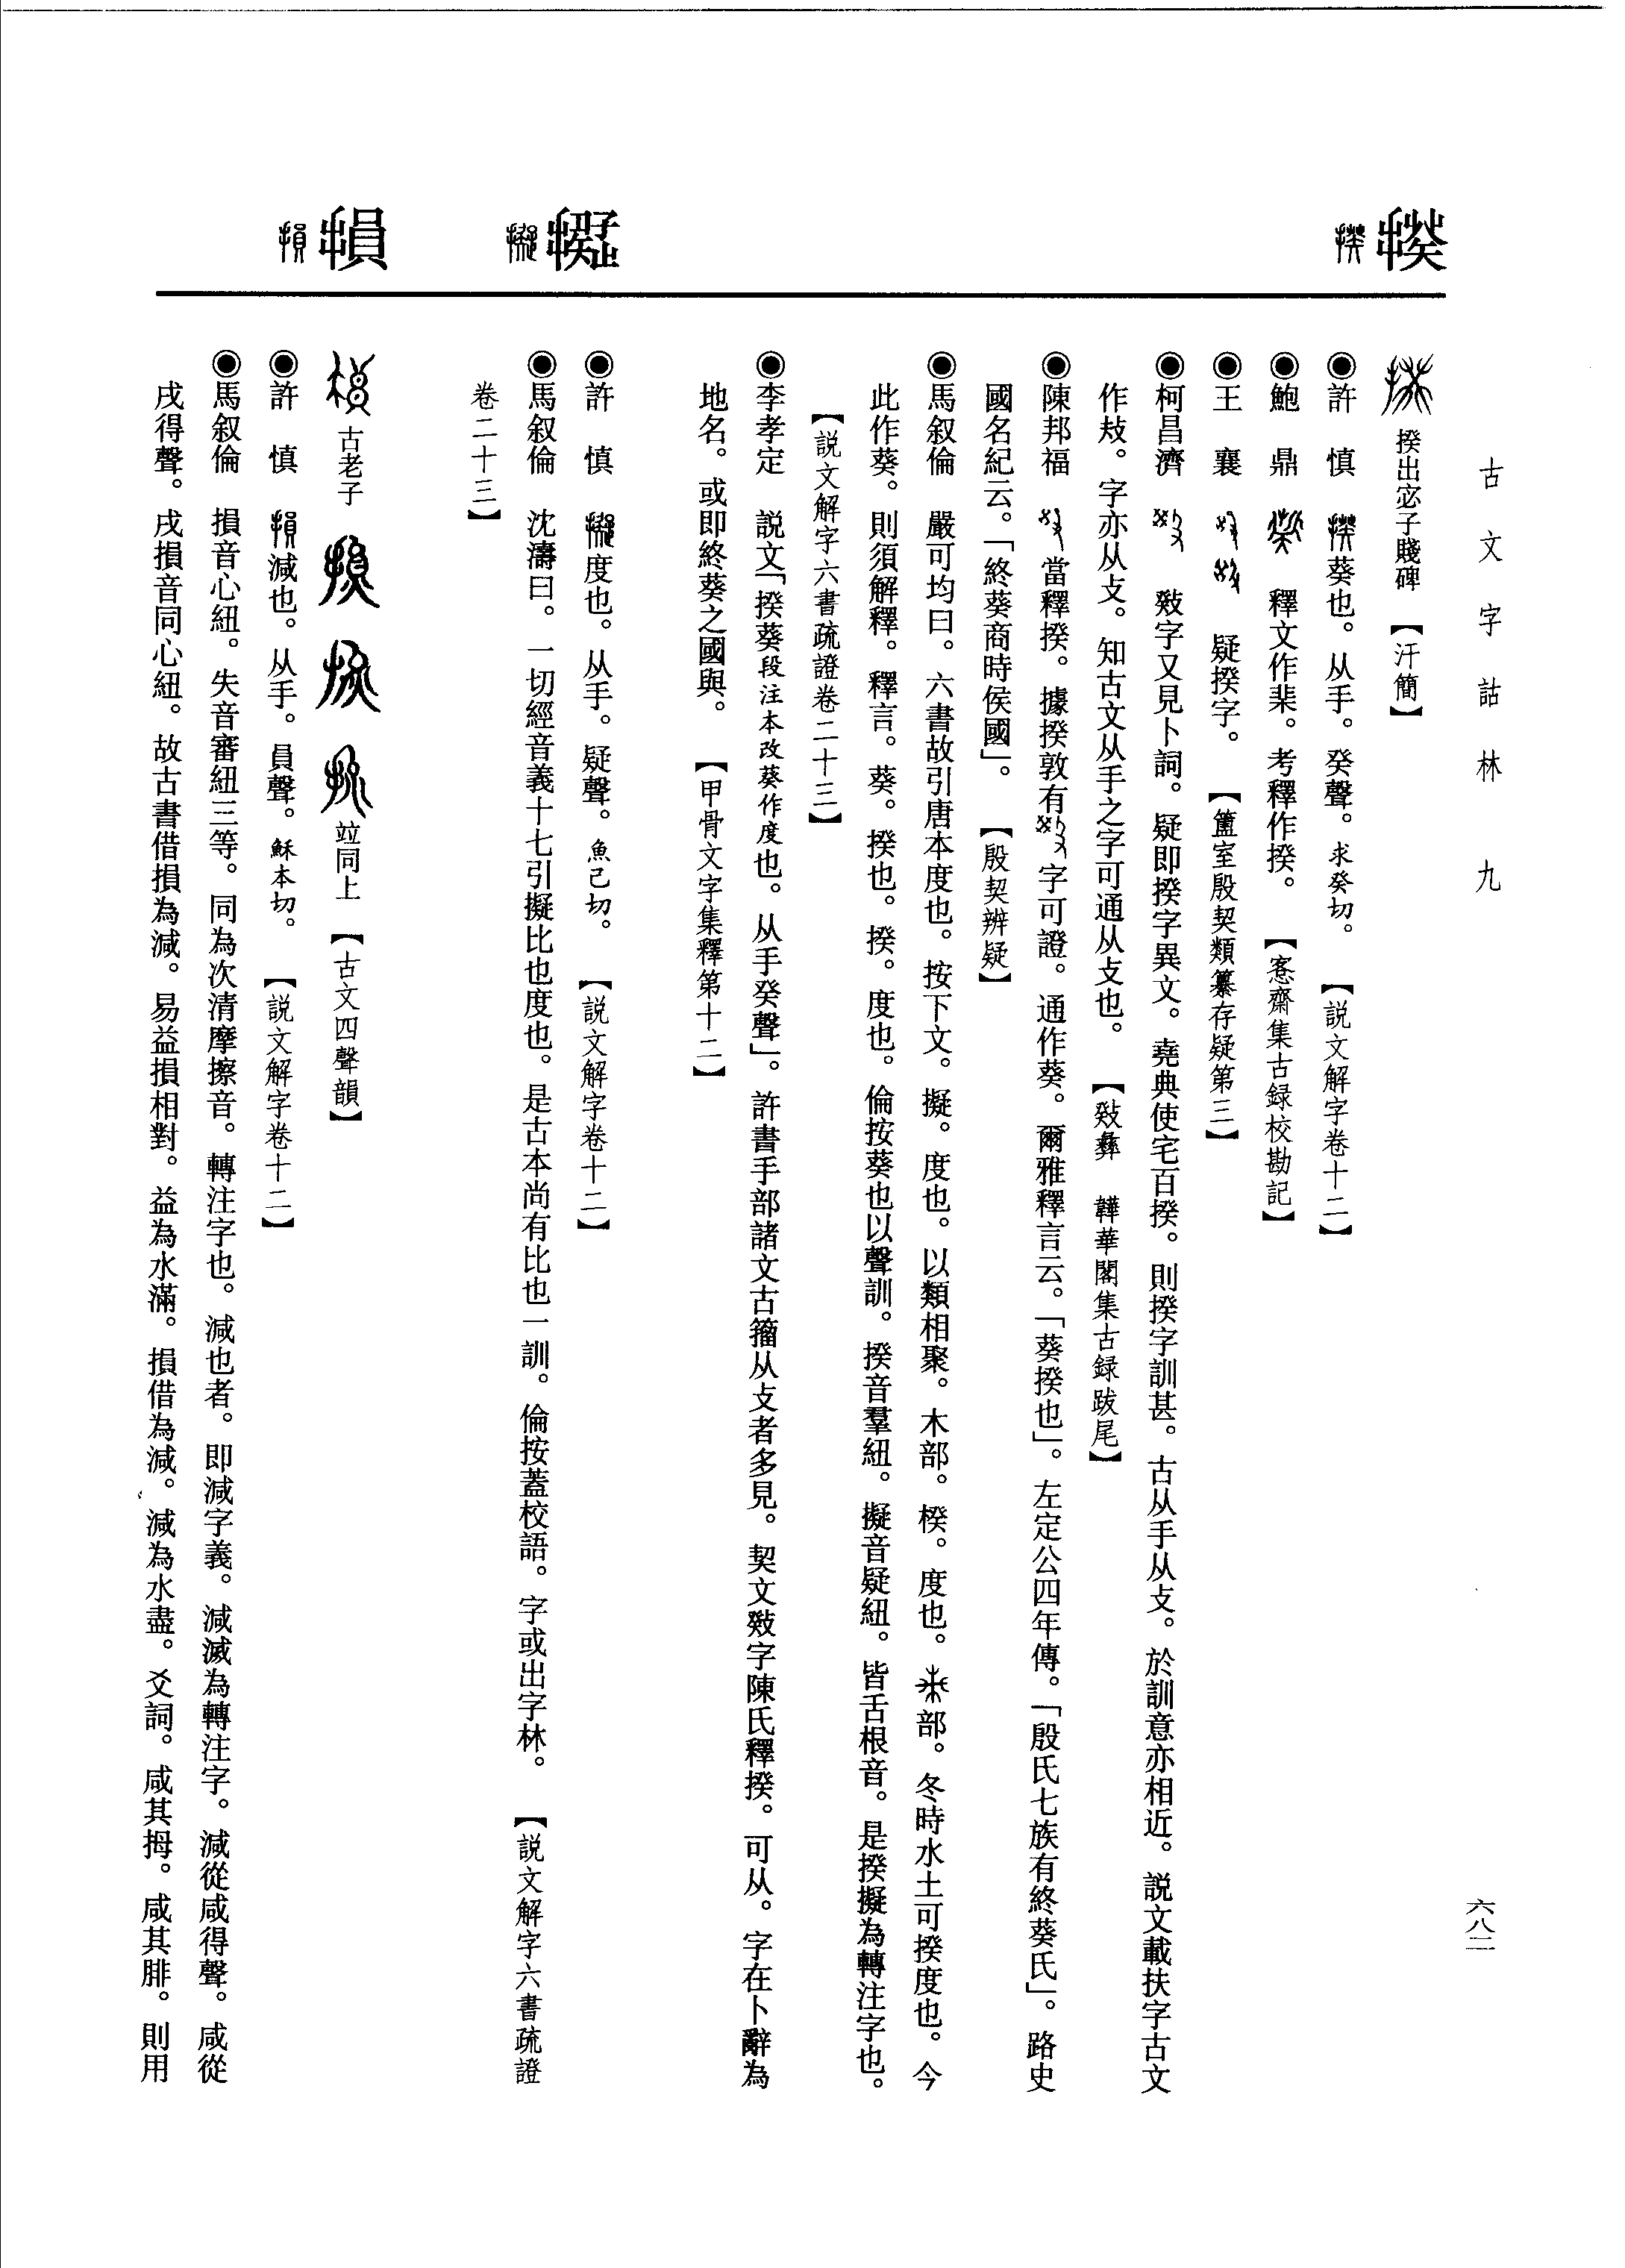 古文字詁林　九
六八二
揆出宓子賤碑　【汗簡】
◉許　慎　葵也。从手。癸聲。求癸切。　【説文解字卷十二】
◉鮑　鼎　釋文作枈。考釋作揆。　【愙齋集古録校勘記】
◉王　襄　疑揆字。　【簠室殷契類纂存疑第三】
◉柯昌濟　㪕字又見卜詞。疑即揆字異文。堯典使宅百揆。則揆字訓甚。古从手从攴。於訓意亦相近。説文載扶字古文
作㩼。字亦从攴。知古文从手之字可通从攴也。　【㪕彝　韡華閣集古録跋尾】
◉陳邦福　當釋揆。據揆敦有字可證。通作葵。爾雅釋言云。「葵揆也」。左定公四年傳。「殷氏七族有終葵氏」。路史
國名紀云。「終葵商時侯國」。　【殷契辨疑】
◉馬叙倫　嚴可均曰。六書故引唐本度也。按下文。擬。度也。以類相聚。木部。楑。度也。部。冬時水土可揆度也。今
此作葵。則須解釋。釋言。葵。揆也。揆。度也。倫按葵也以聲訓。揆音羣紐。擬音疑紐。皆舌根音。是揆擬為轉注字也。
【説文解字六書疏證卷二十三】
◉李孝定　説文「揆葵段注本改葵作度也。从手癸聲」。許書手部諸文古籀从攴者多見。契文㪕字陳氏釋揆。可从。字在卜辭為
地名。或即終葵之國與。　【甲骨文字集釋第十二】
擬
◉許　慎　度也。从手。疑聲。魚已切。　【説文解字卷十二】
◉馬叙倫　沈濤曰。一切經音義十七引擬比也度也。是古本尚有比也一訓。倫按蓋校語。字或出字林。　【説文解字六書疏證
卷二十三】
損
古老子　竝同上　【古文四聲韻】
◉許　慎　減也。从手。員聲。穌本切。　【説文解字卷十二】
◉馬叙倫　損音心紐。失音審紐三等。同為次清摩擦音。轉注字也。減也者。即減字義。減滅為轉注字。減從咸得聲。咸從
戌得聲。戌損音同心紐。故古書借損為減。易益損相對。益為水滿。損借為減。減為水盡。爻詞。咸其拇。咸其腓。則用